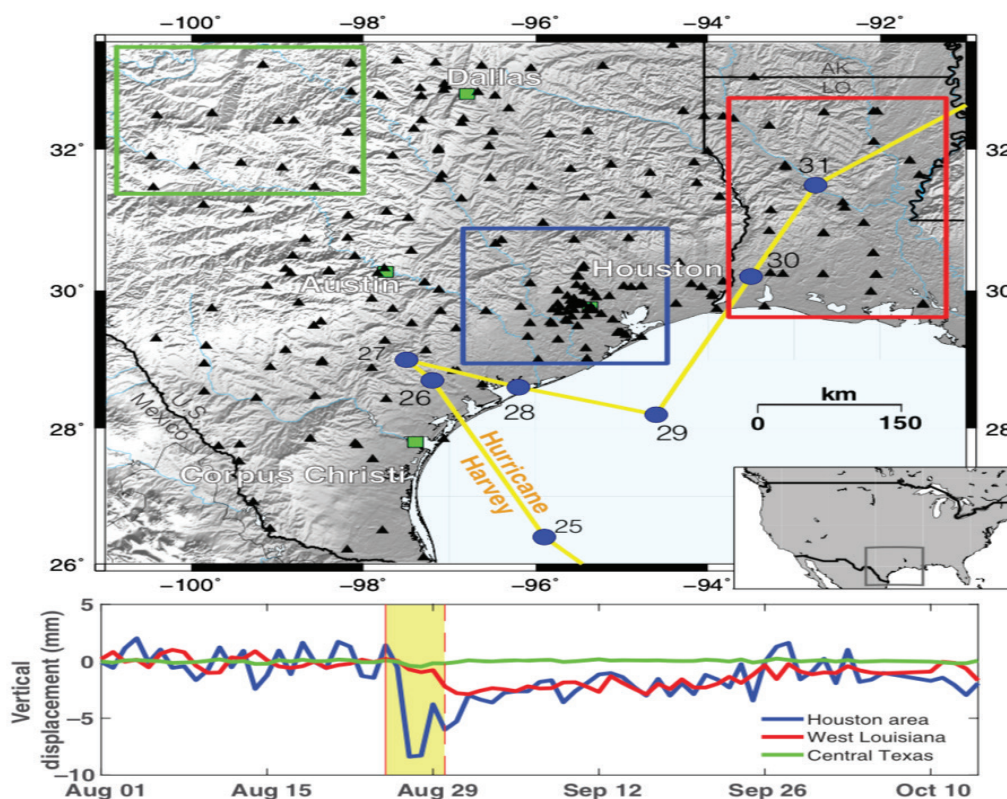 −100 −98 −96 −94 −92
Dallas
AK
LO
32° 32°
31
Houston
30
Austin
30° 30°
27
26 28
29
km
0 150
U.S.
Mexico
28° 28°
Corpus Christi
Hurricane
Harvey
25
26° 26°
−100 −98 −96 −94
Vertical
displacement (mm)
5
0
−5
−10
Houston area
West Louisiana
Central Texas
Aug 01 Aug 15 Aug 29 Sep 12 Sep 26 Oct 10